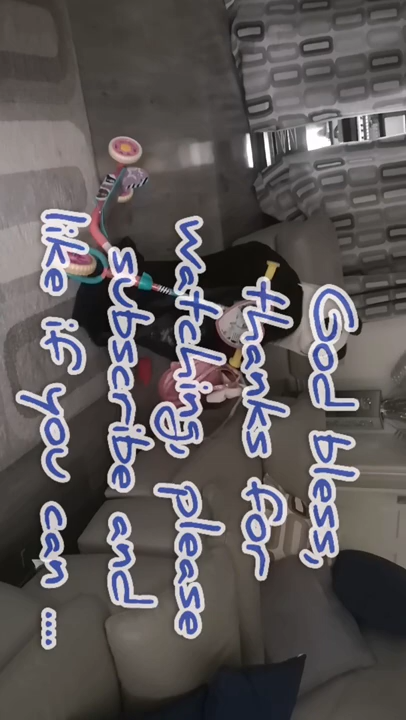 God bless,
thanks for
watching, please
subscribe and
like if you can ...